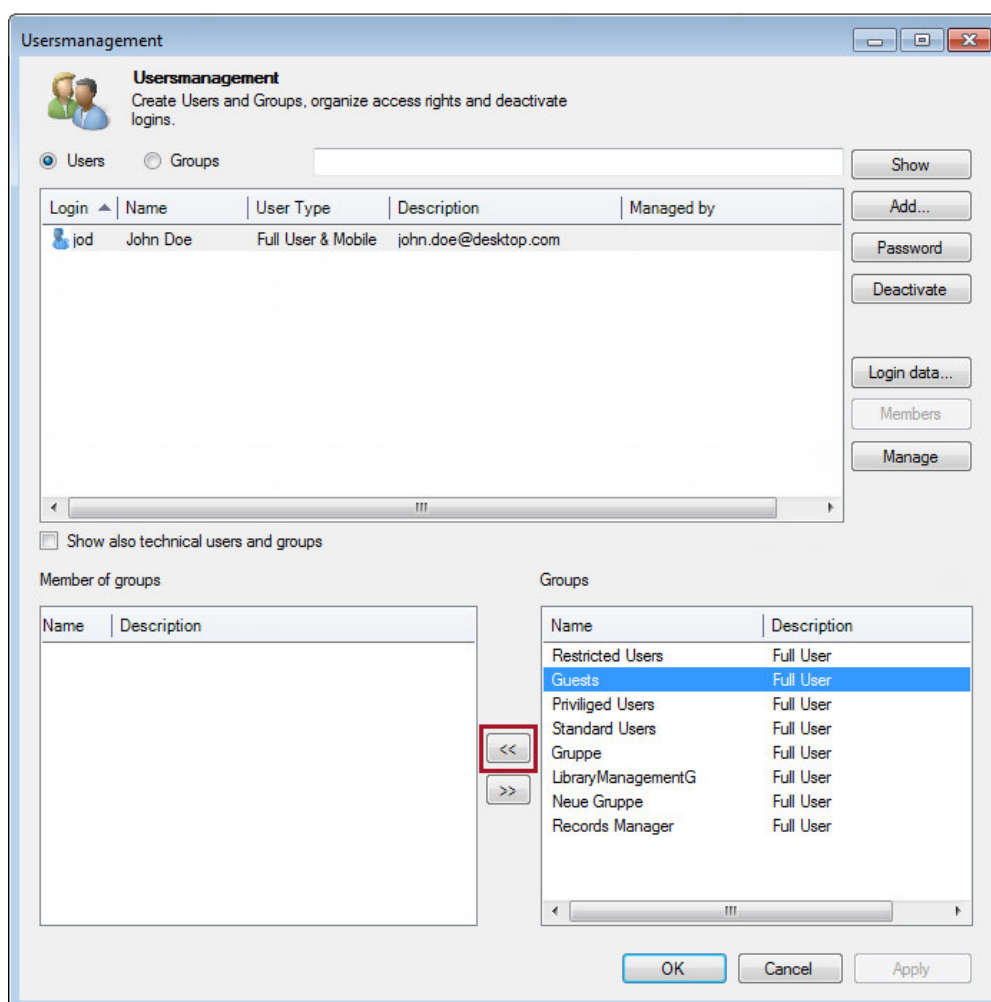 Usersmanagement
Usersmanagement
Create Users and Groups, organize access rights and deactivate
logins.
Users Groups Show
Login Name User Type Description Managed by Add...
jod John Doe Full User & Mobile john.doe@desktop.com
Password
Deactivate
Login data...
Members
Manage
Show also technical users and groups
Member of groups Groups
Name Description Name Description
Restricted Users Full User
Guests Full User
Priviliged Users Full User
Standard Users Full User
<< Gruppe Full User
LibraryManagementG Full User
>> Neue Gruppe Full User
Records Manager Full User
OK Cancel Apply